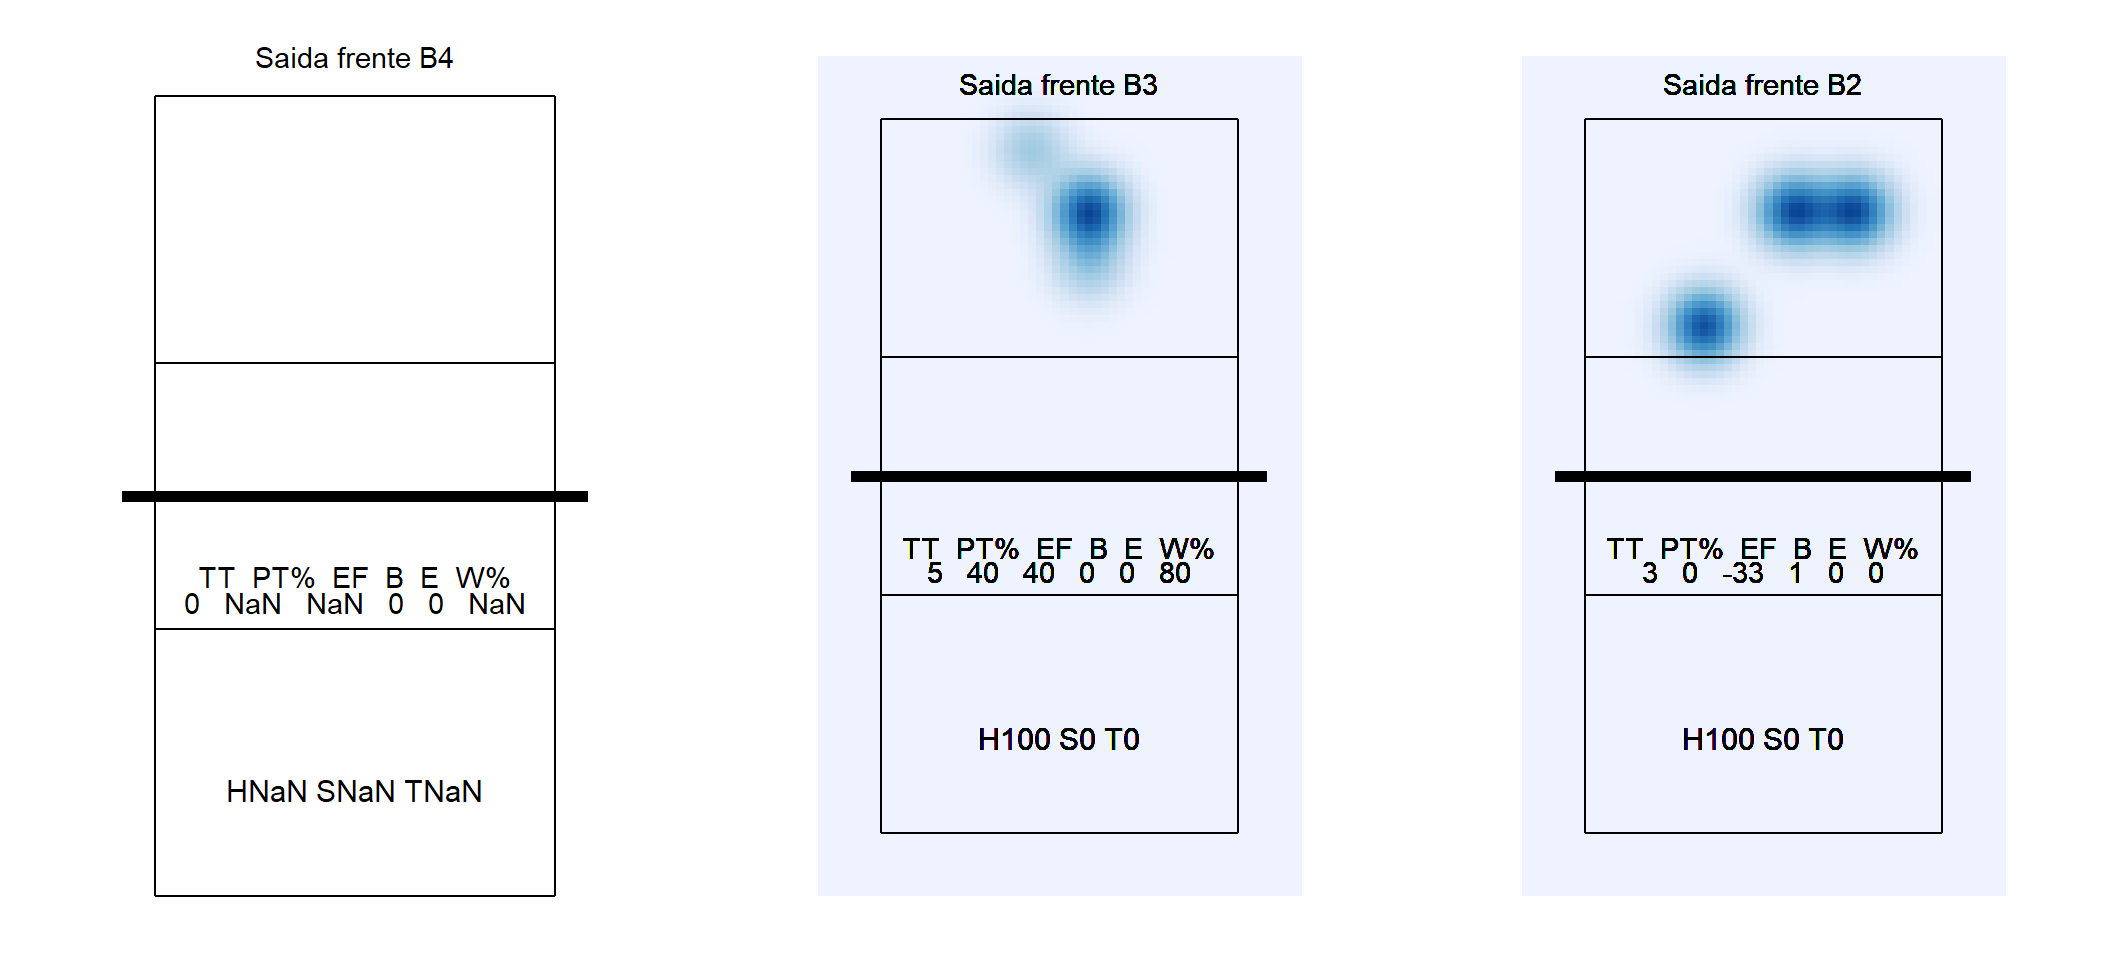 Saida frente B4
TT PT% EF B E W%
0 NaN NaN 0 0 NaN
HNaN SNaN TNaN
Saida frente B3
TT PT% EF B E W%
5 40 40 0 0 80
H100 S0 T0
Saida frente B2
TT PT% EF B E W%
3 0 -33 1 0 0
H100 S0 T0